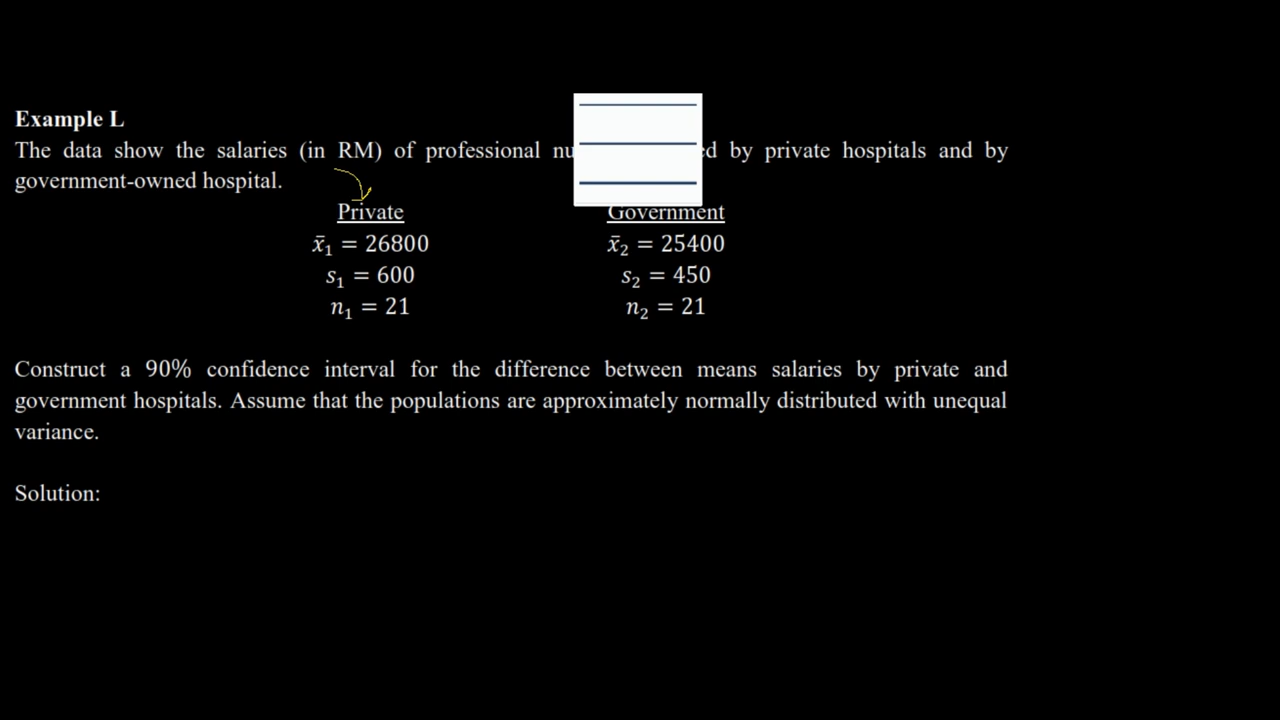 Example L
The data show the salaries (in RM) of professional by private hospitals and by
government-owned hospital.
Private Government
x̄₁ = 26800 x̄₂ = 25400
s₁ = 600 s₂ = 450
n₁ = 21 n₂ = 21
Construct a 90% confidence interval for the difference between means salaries by private and
government hospitals. Assume that the populations are approximately normally distributed with unequal
variance.
Solution: